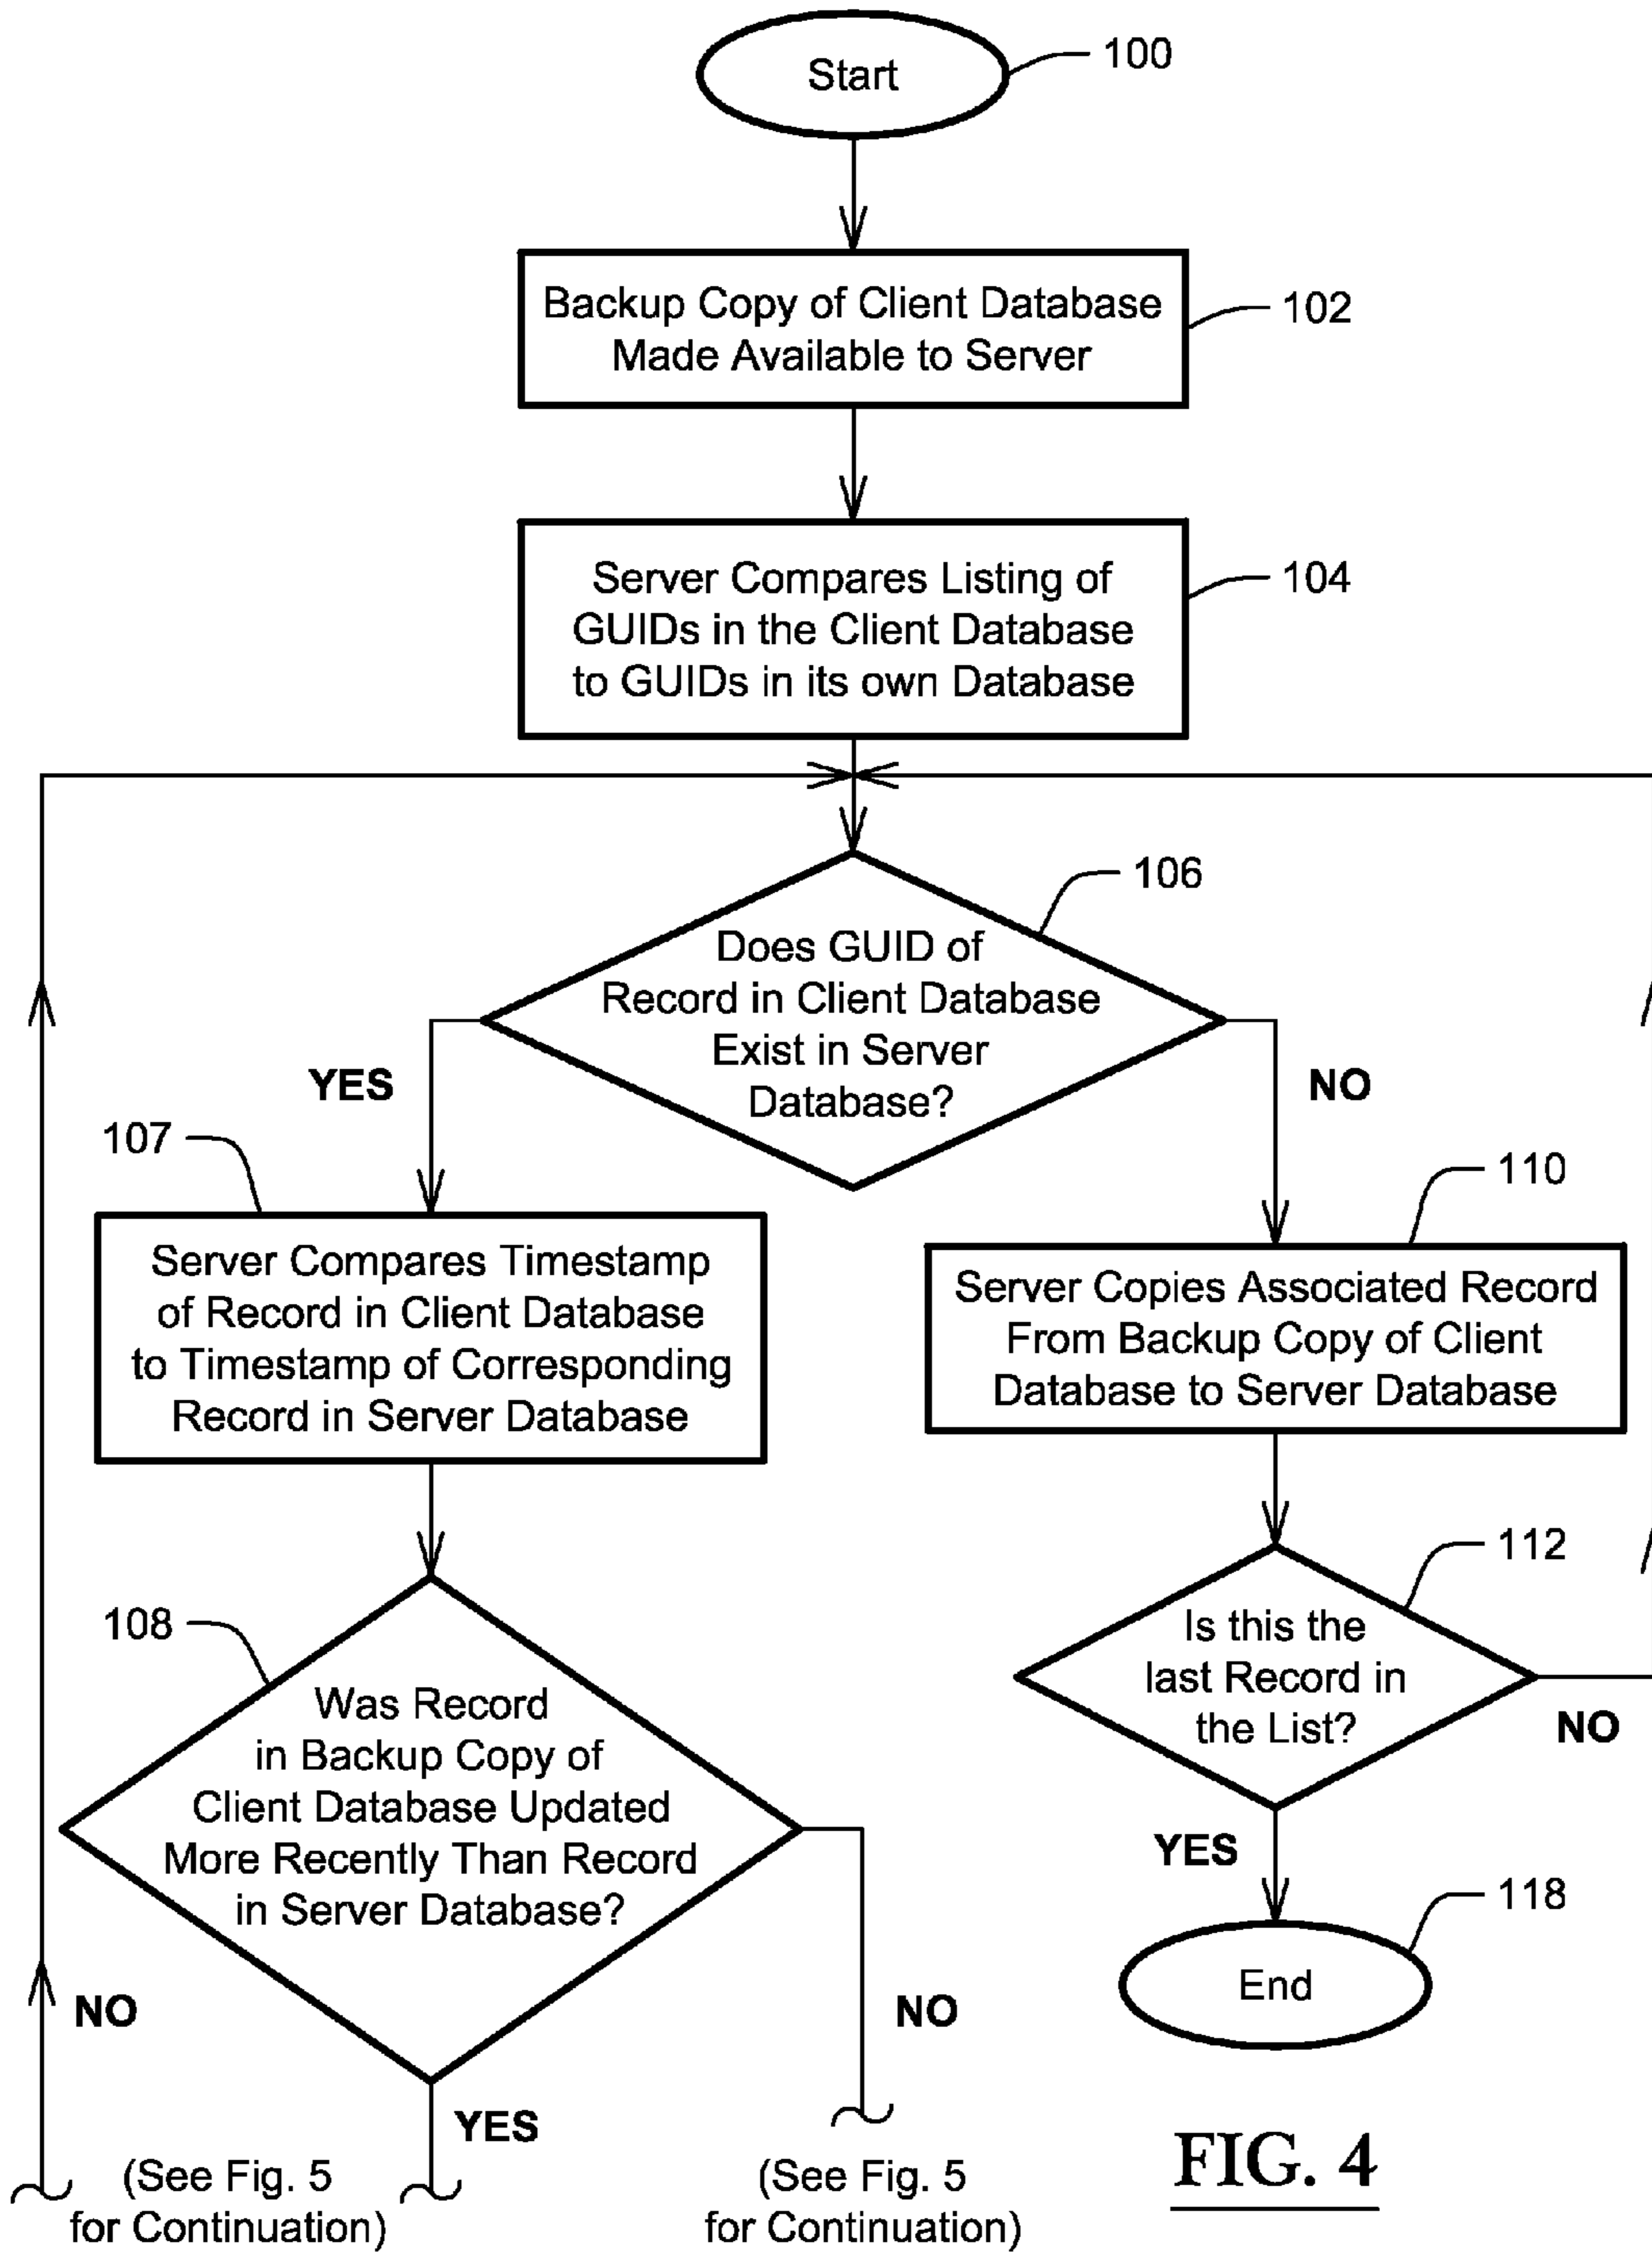 Start
100
Backup Copy of Client Database
Made Available to Server
102
Server Compares Listing of
GUIDs in the Client Database
to GUIDs in its own Database
104
106
Does GUID of
Record in Client Database
Exist in Server
Database?
YES
NO
107
110
Server Compares Timestamp
of Record in Client Database
to Timestamp of Corresponding
Record in Server Database
Server Copies Associated Record
From Backup Copy of Client
Database to Server Database
108
112
Was Record
in Backup Copy of
Client Database Updated
More Recently Than Record
in Server Database?
Is this the
last Record in
the List?
NO
YES
118
End
NO
NO
YES
(See Fig. 5
for Continuation)
(See Fig. 5
for Continuation)
FIG. 4